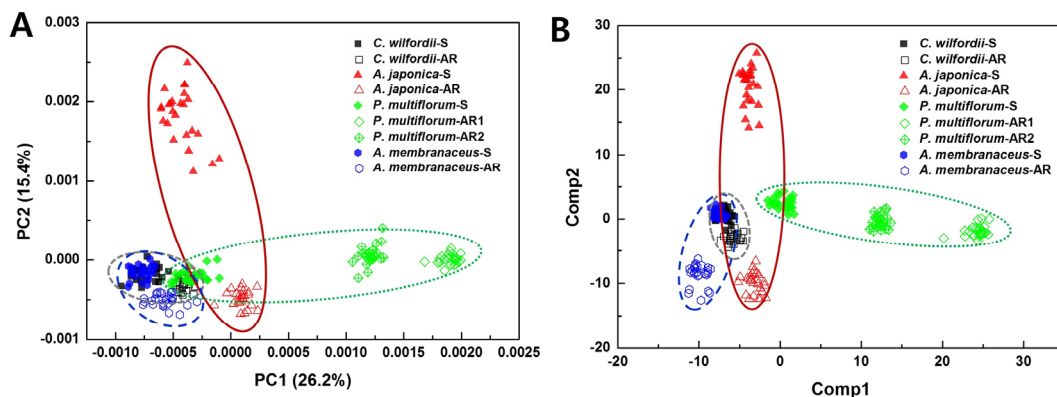 A
PC2 (15.4%)
0.003
0.002
0.001
0.000
-0.001
C. wilfordii-S
C. wilfordii-AR
A. japonica-S
A. japonica-AR
P. multiflorum-S
P. multiflorum-AR1
P. multiflorum-AR2
A. membranaceus-S
A. membranaceus-AR
-0.0010 -0.0005 0.0000 0.0005 0.0010 0.0015 0.0020 0.0025
PC1 (26.2%)
B
Comp2
30
20
10
0
-10
-20
C. wilfordii-S
C. wilfordii-AR
A. japonica-S
A. japonica-AR
P. multiflorum-S
P. multiflorum-AR1
P. multiflorum-AR2
A. membranaceus-S
A. membranaceus-AR
-20 -10 0 10 20 30
Comp1